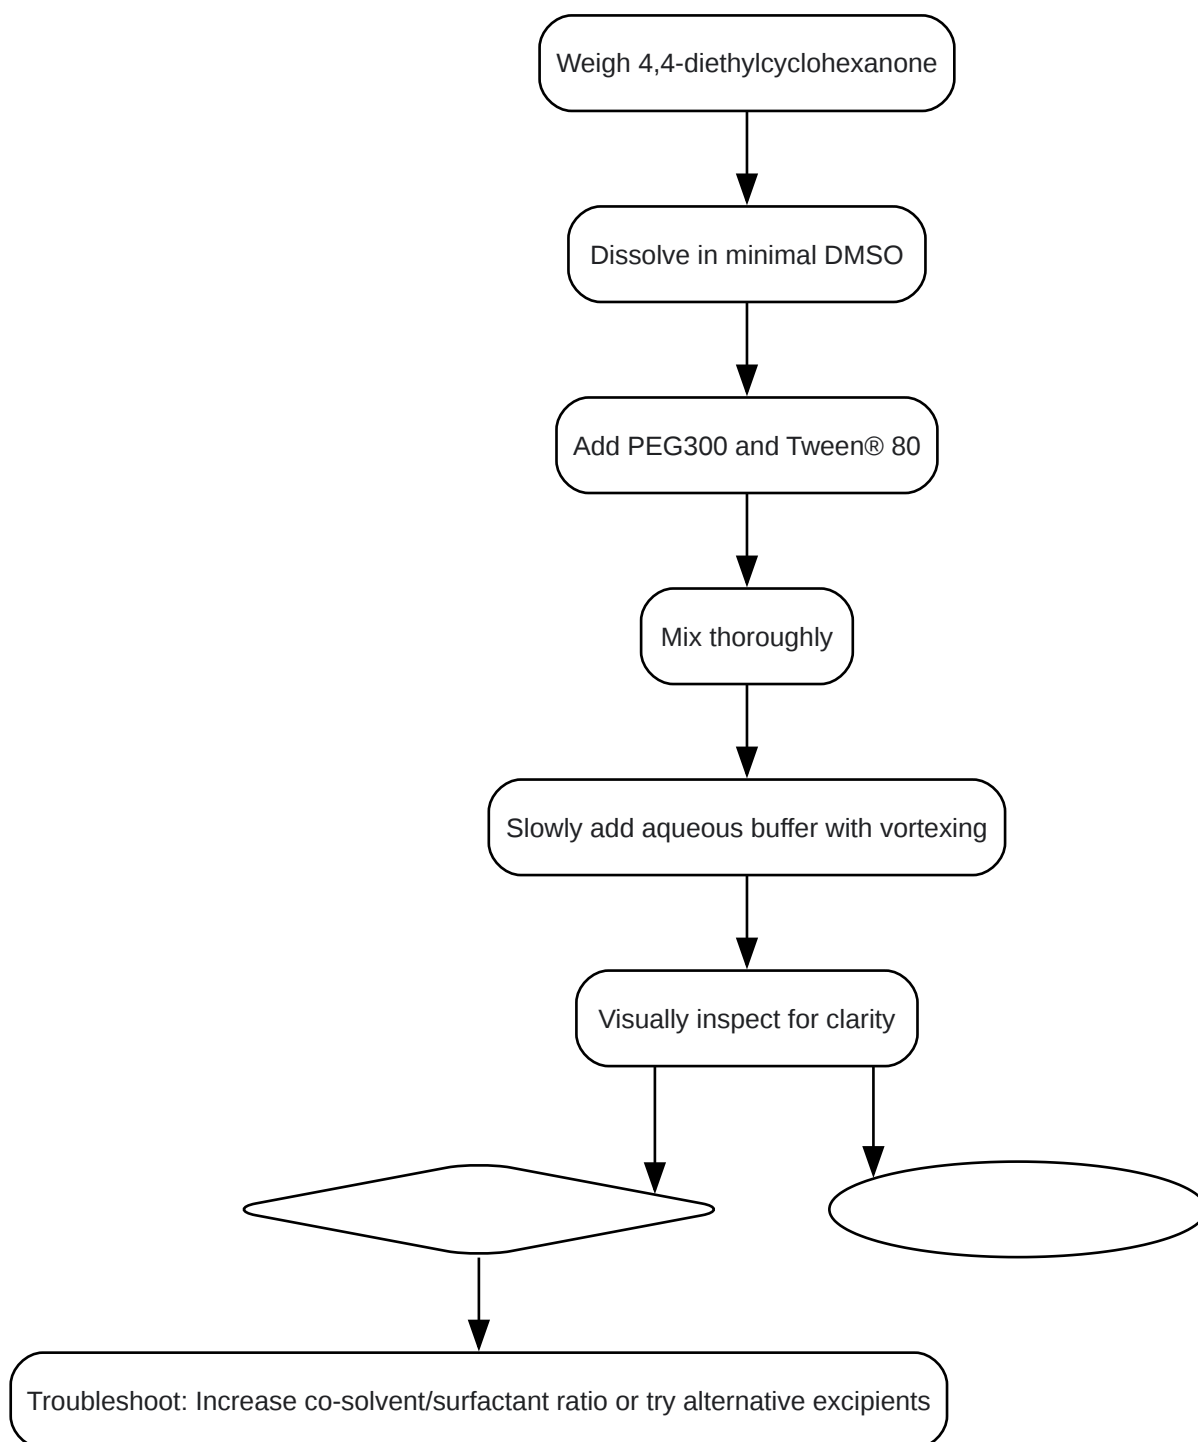 Weigh 4,4-diethylcyclohexanone
Dissolve in minimal DMSO
Add PEG300 and Tween® 80
Mix thoroughly
Slowly add aqueous buffer with vortexing
Visually inspect for clarity
Troubleshoot: Increase co-solvent/surfactant ratio or try alternative excipients